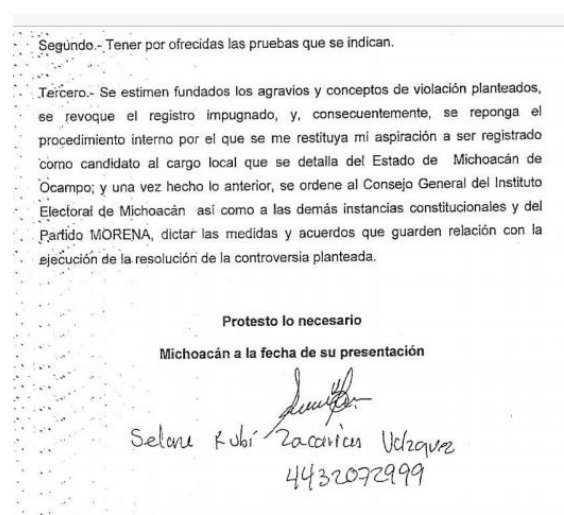 Segundo.- Tener por ofrecidas las pruebas que se indican.
Tercero.- Se estimen fundados los agravios y conceptos de violación planteados,
se revoque el registro impugnado, y, consecuentemente, se reponga el
procedimiento interno por el que se me restituya mi aspiración a ser registrado
como candidato al cargo local que se detalla del Estado de Michoacán de
Ocampo; y una vez hecho lo anterior, se ordene al Consejo General del Instituto
Electoral de Michoacán así como a las demás instancias constitucionales y del
Partido MORENA, dictar las medidas y acuerdos que guarden relación con la
ejecución de la resolución de la controversia planteada.
Protesto lo necesario
Michoacán a la fecha de su presentación
Selene Rubí Zacarias Vázquez
4432072999